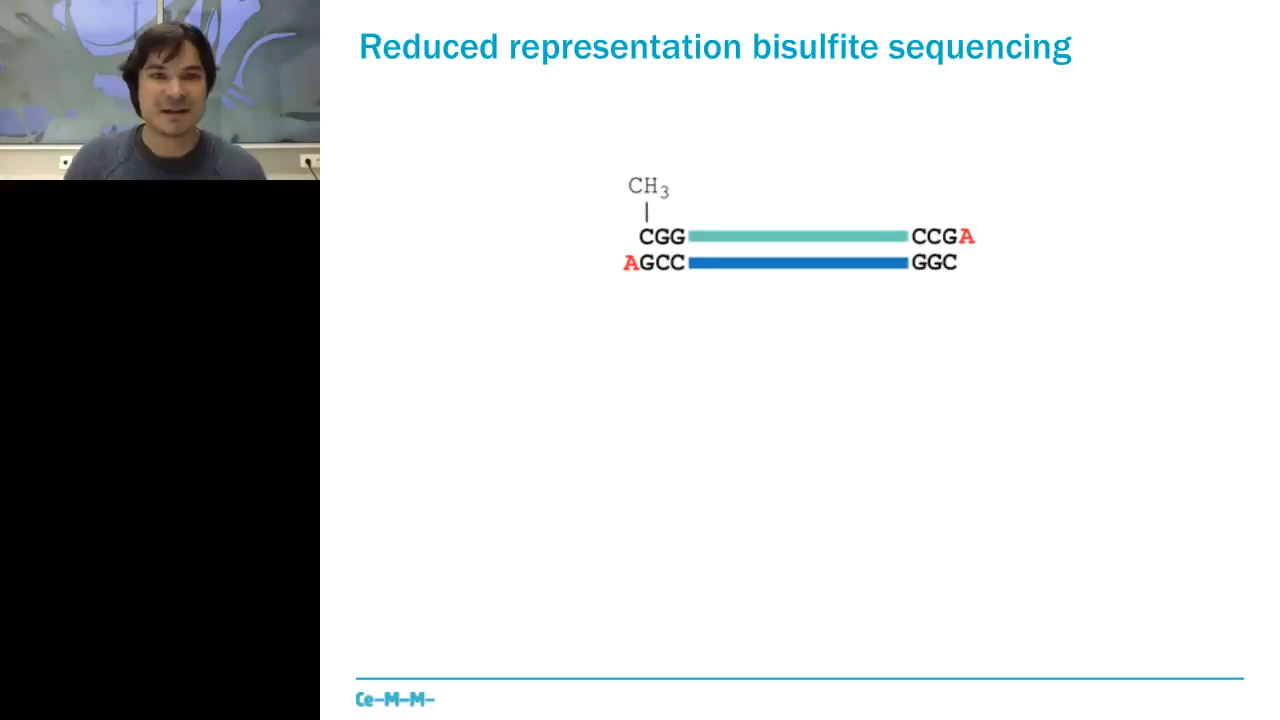 Reduced representation bisulfite sequencing
CH3
|
CGG CCGA
AGCC GGC
Ce-M-M-